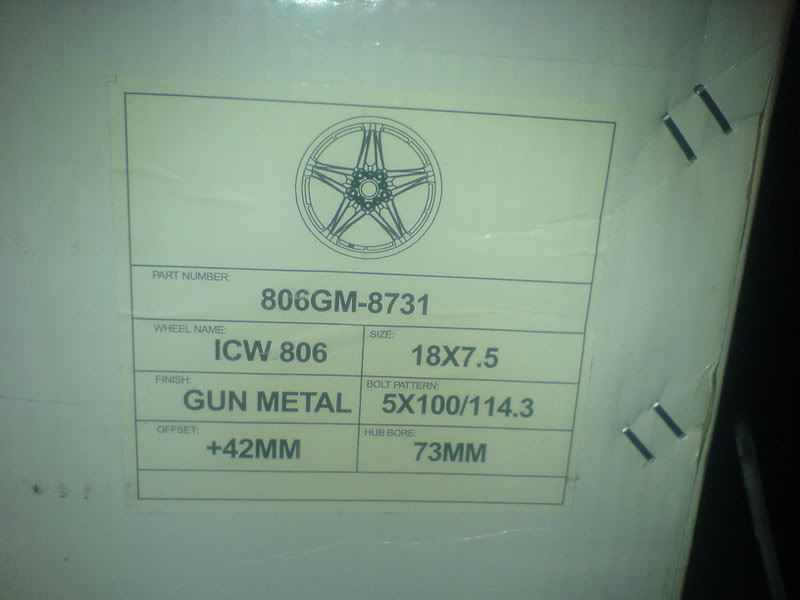 PART NUMBER:
806GM-8731
WHEEL NAME:
ICW 806
SIZE:
18X7.5
FINISH:
GUN METAL
BOLT PATTERN:
5X100/114.3
OFFSET:
+42MM
HUB BORE:
73MM